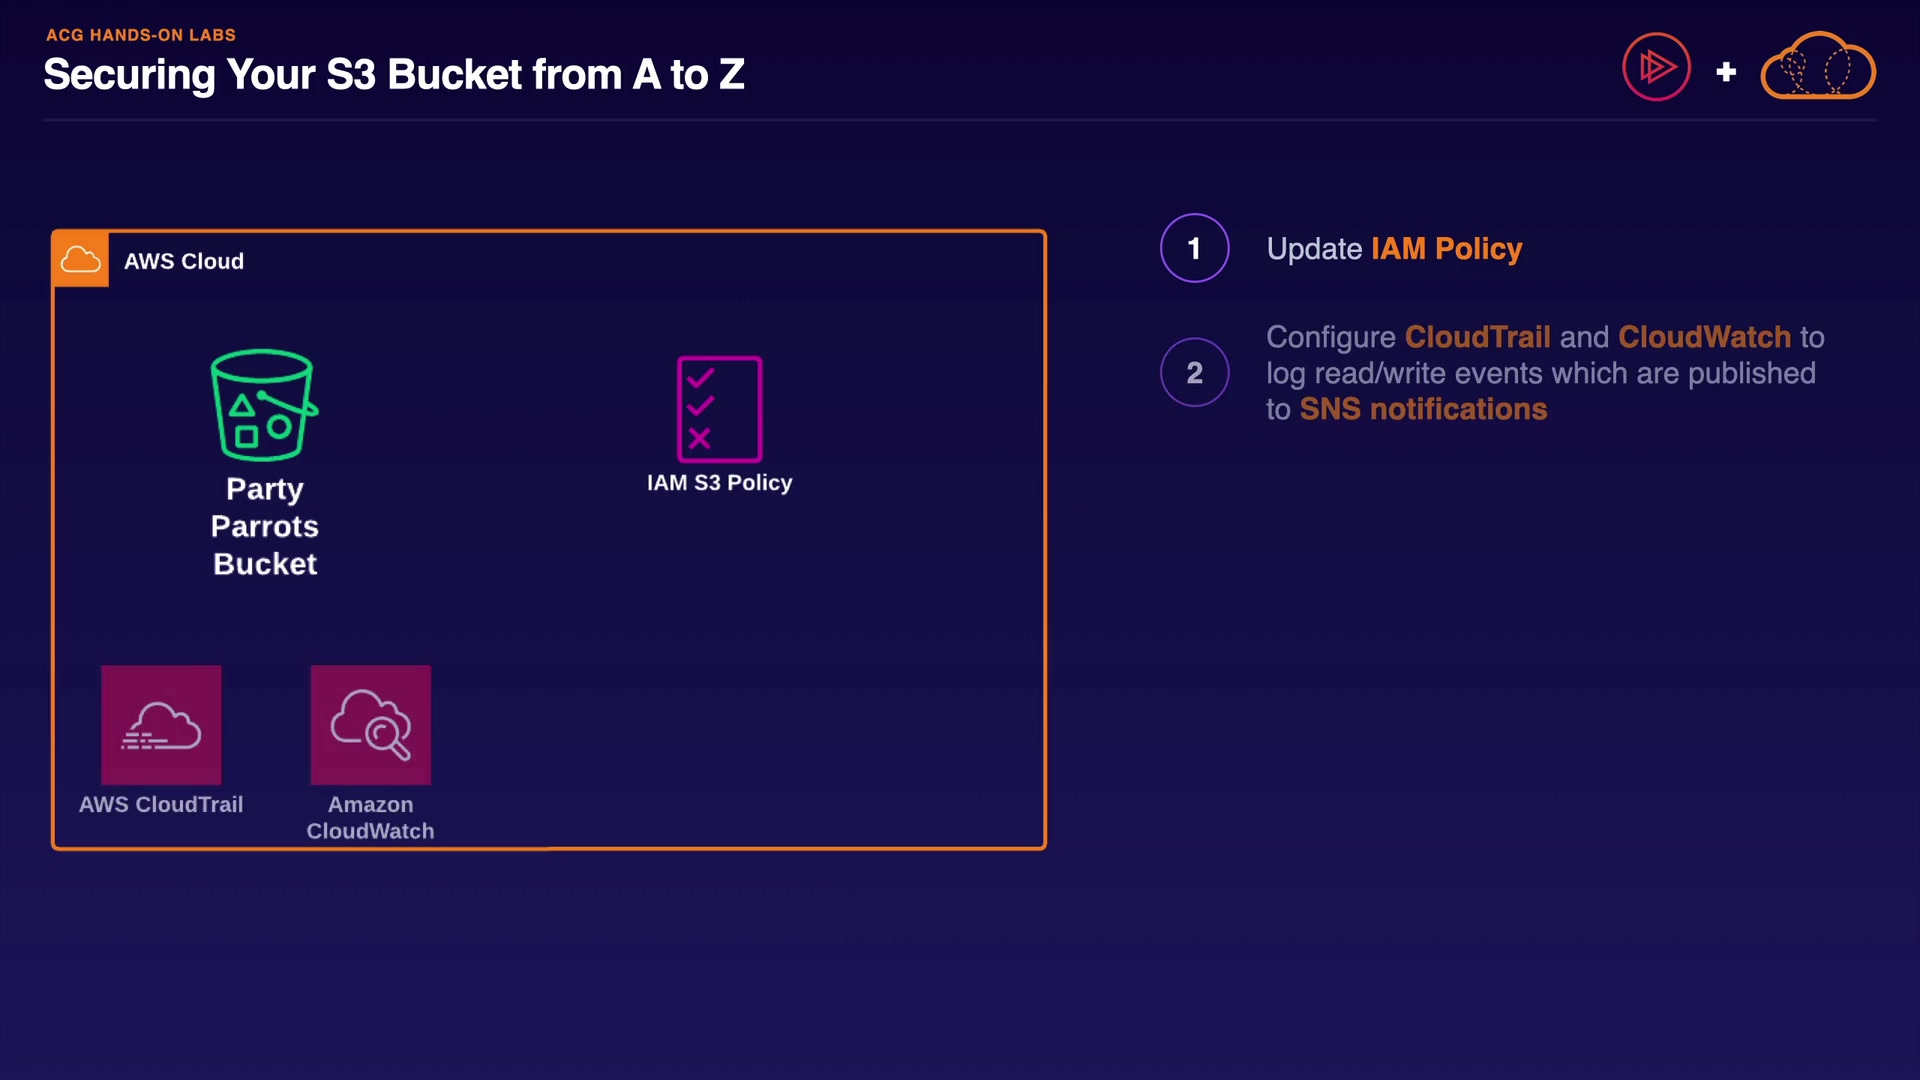 ACG HANDS-ON LABS
Securing Your S3 Bucket from A to Z
+
AWS Cloud
Party
Parrots
Bucket
IAM S3 Policy
AWS CloudTrail
Amazon
CloudWatch
1
Update IAM Policy
2
Configure CloudTrail and CloudWatch to
log read/write events which are published
to SNS notifications